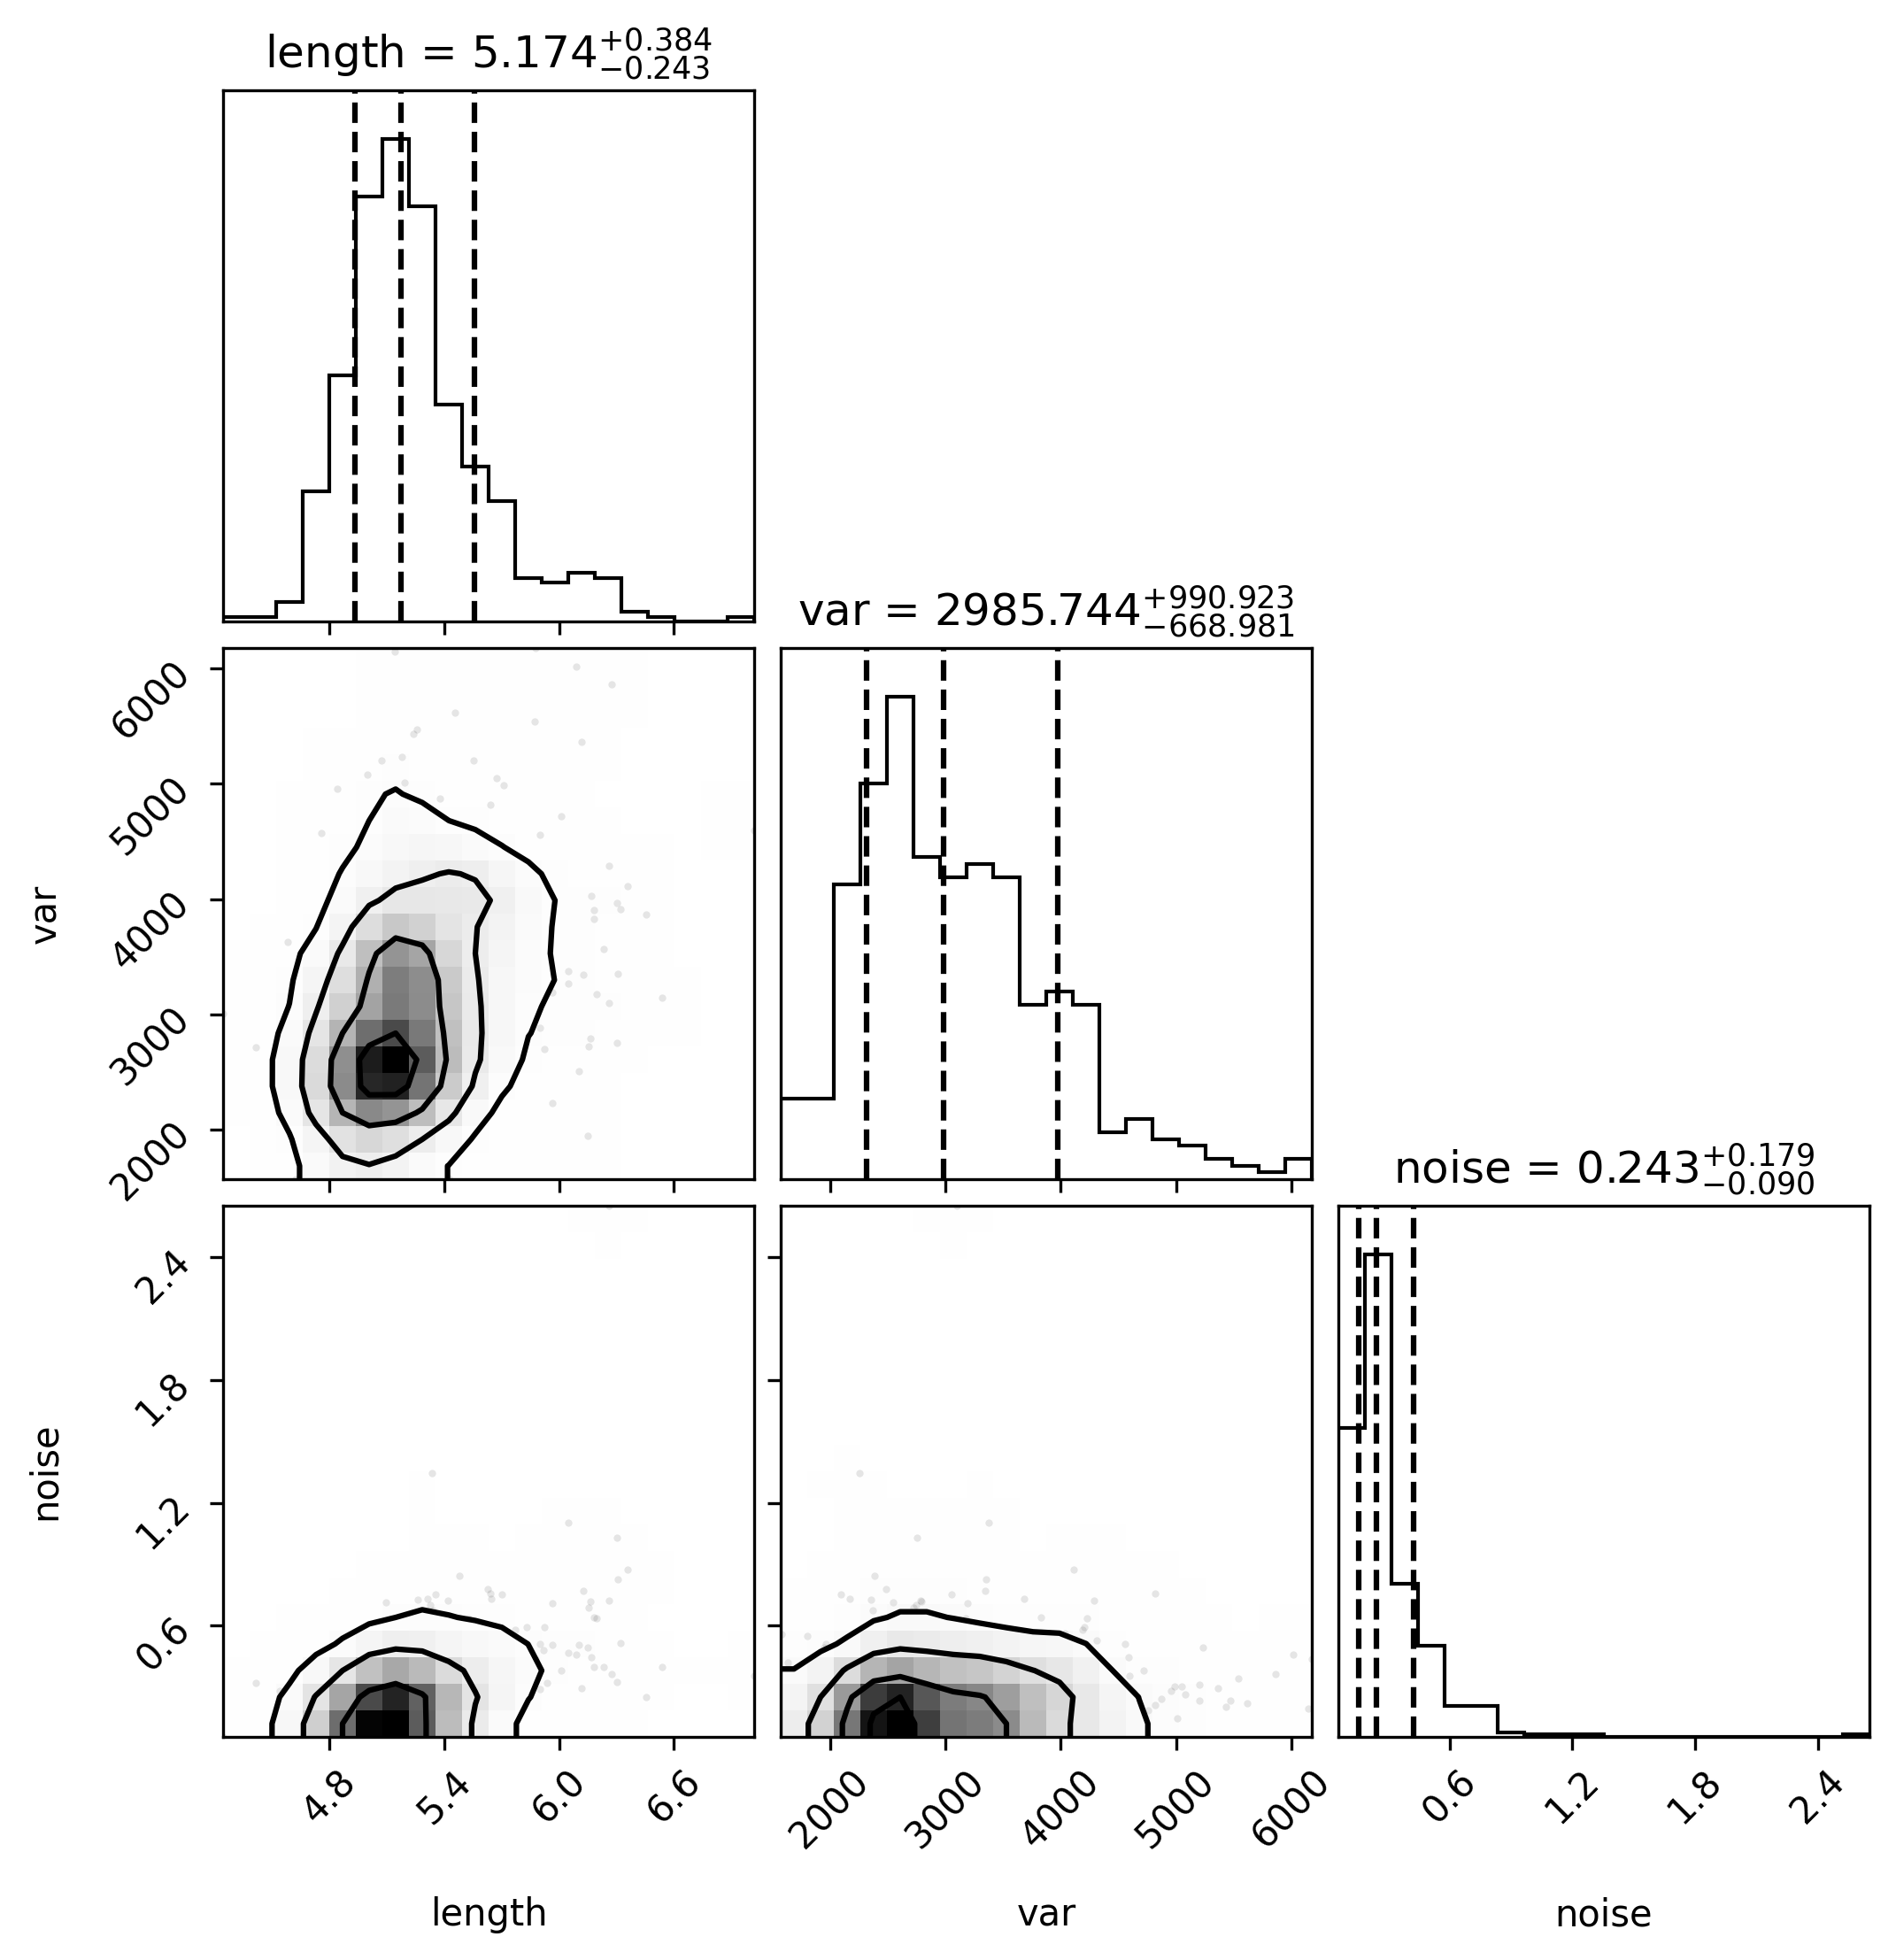 length = 5.174 +0.384 −0.243
var = 2985.744 +990.923 −668.981
6000
5000
4000
3000
2000
var
noise = 0.243 +0.179 −0.090
2.4
1.8
1.2
0.6
noise
4.8 5.4 6.0 6.6
2000 3000 4000 5000 6000
0.6 1.2 1.8 2.4
length var noise